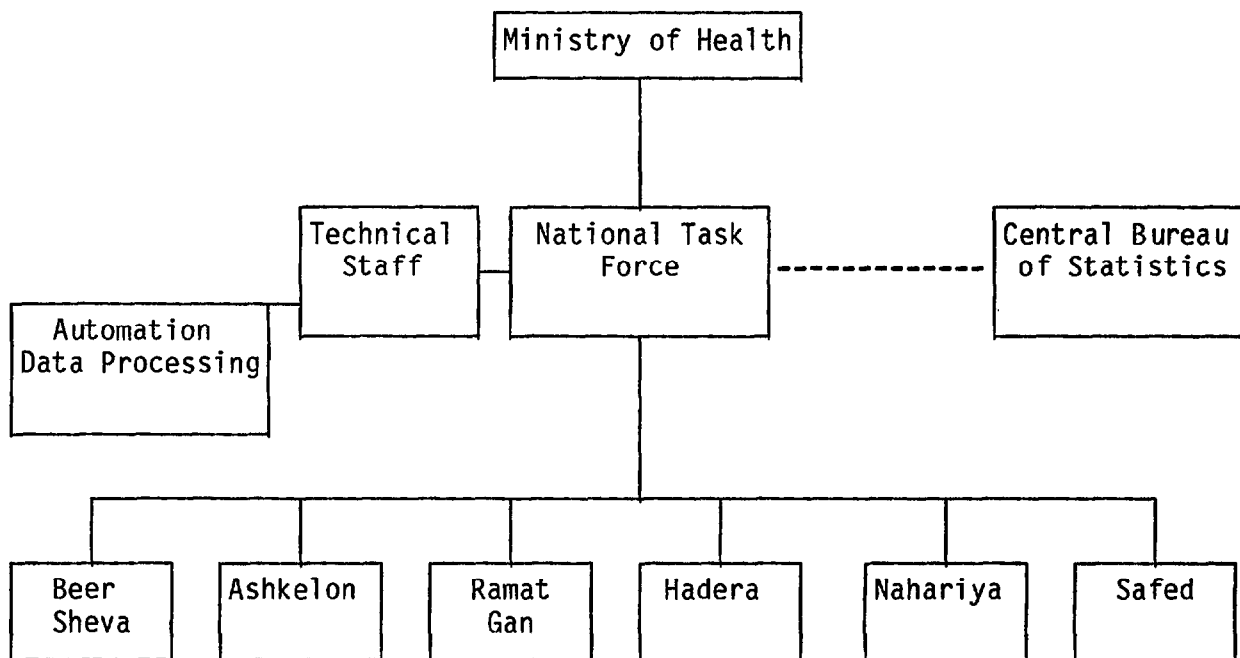 Ministry of Health
Technical
Staff
National Task
Force
Central Bureau
of Statistics
Automation
Data Processing
Beer
Sheva
Ashkelon
Ramat
Gan
Hadera
Nahariya
Safed